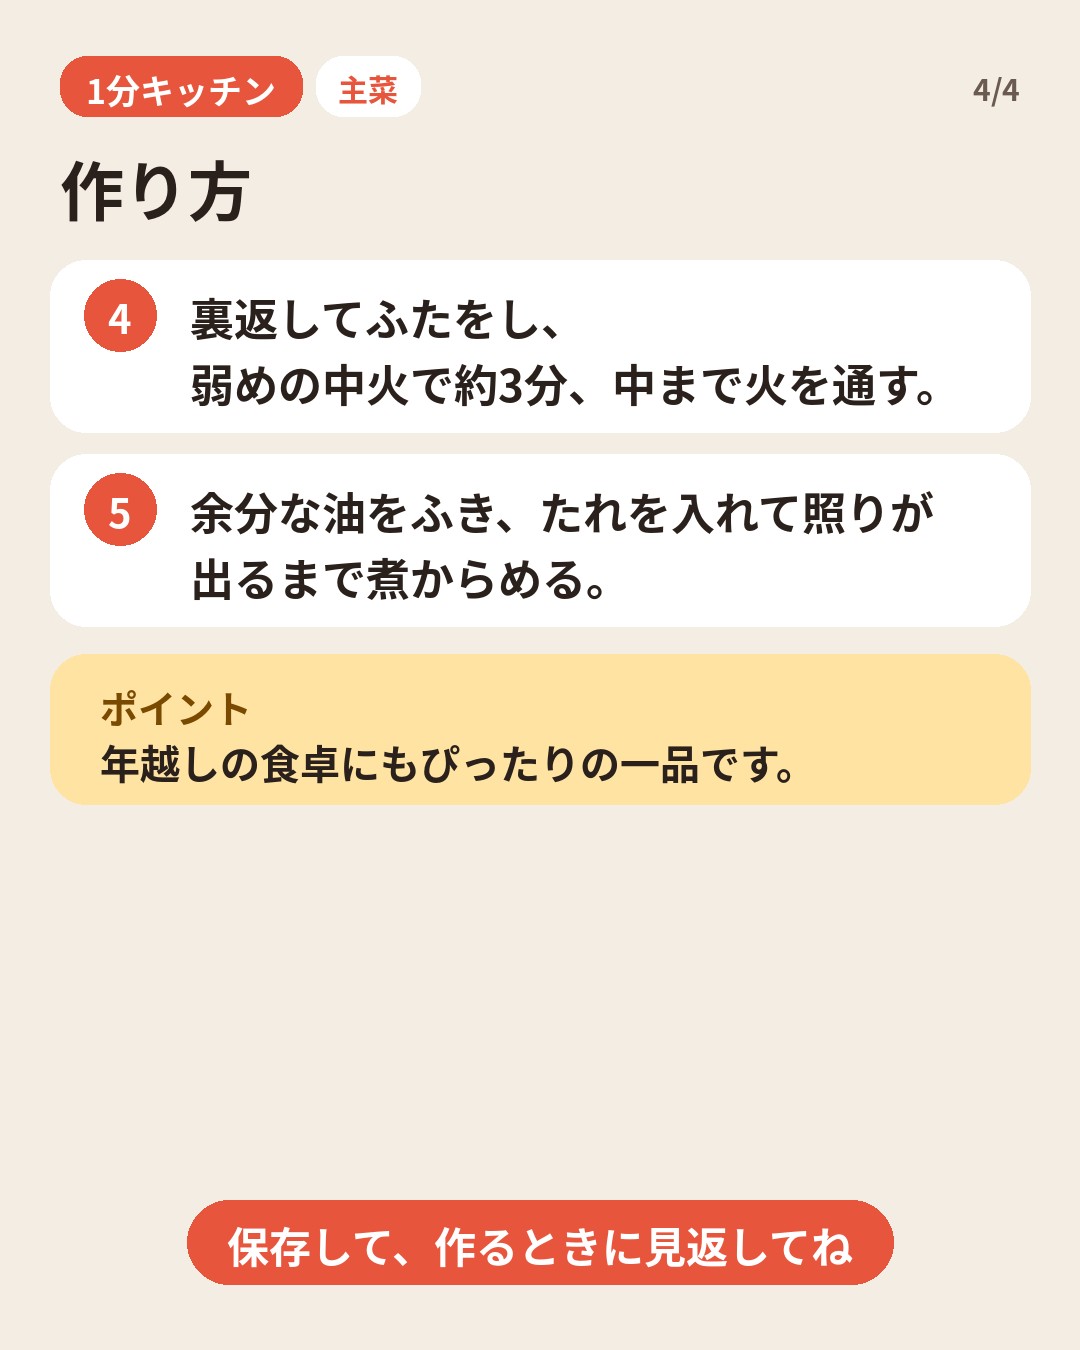 1分キッチン 主菜 4/4
作り方
4 裏返してふたをし、
弱めの中火で約3分、中まで火を通す。
5 余分な油をふき、たれを入れて照りが
出るまで煮からめる。
ポイント
年越しの食卓にもぴったりの一品です。
保存して、作るときに見返してね